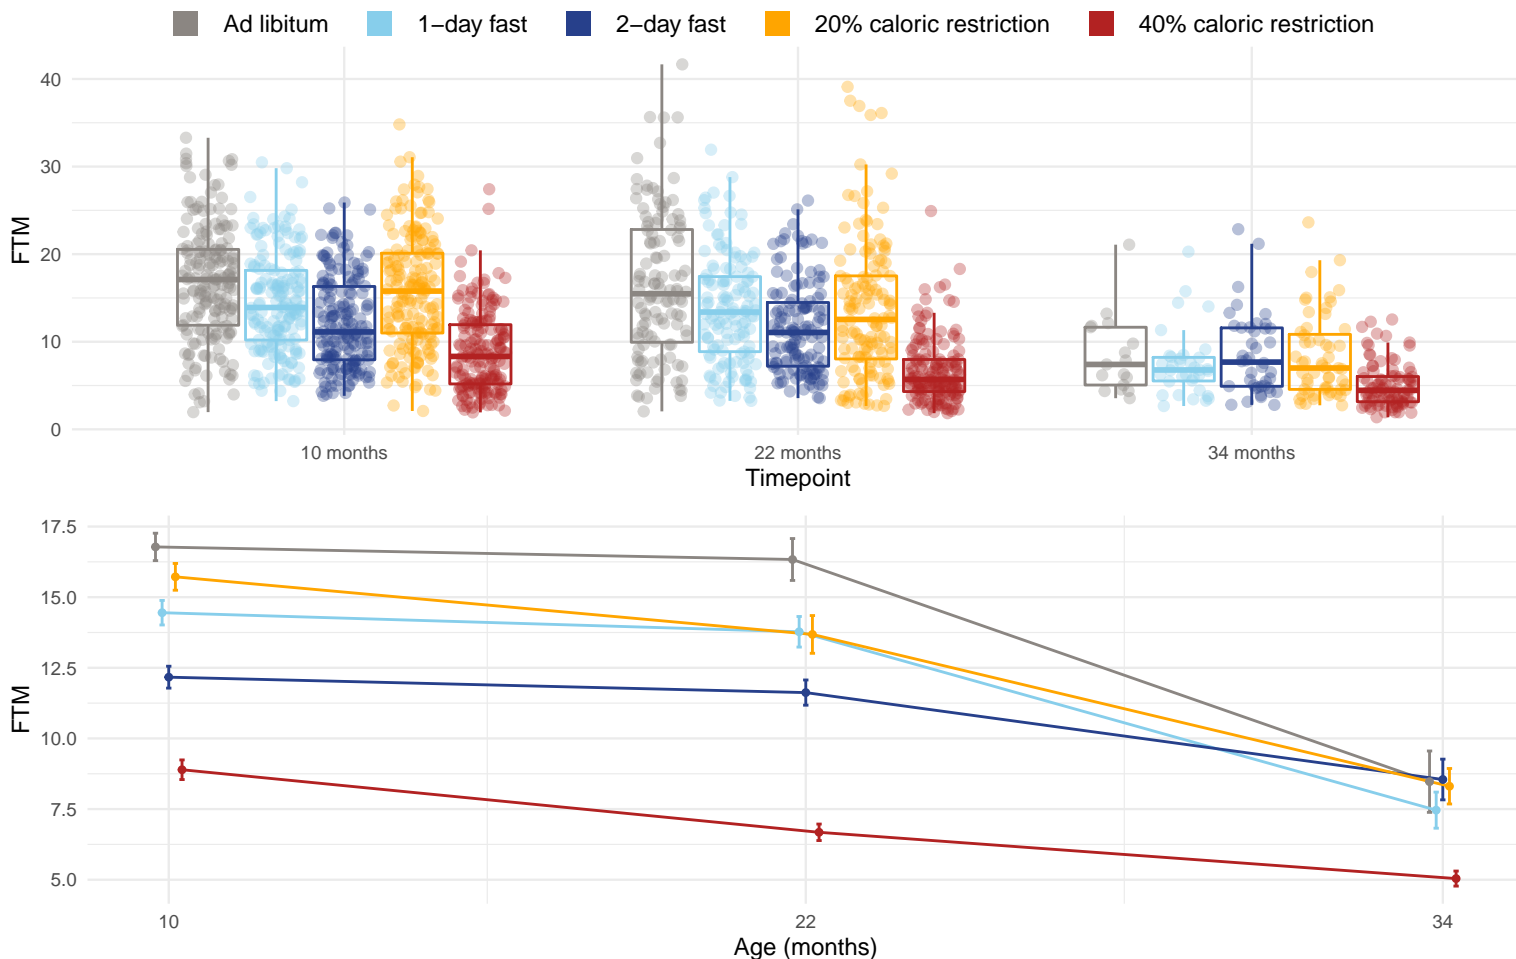 Ad libitum 1−day fast 2−day fast 20% caloric restriction 40% caloric restriction
40
30
20
10
0
FTM
10 months 22 months 34 months
Timepoint
17.5
15.0
12.5
10.0
7.5
5.0
FTM
10 22 34
Age (months)